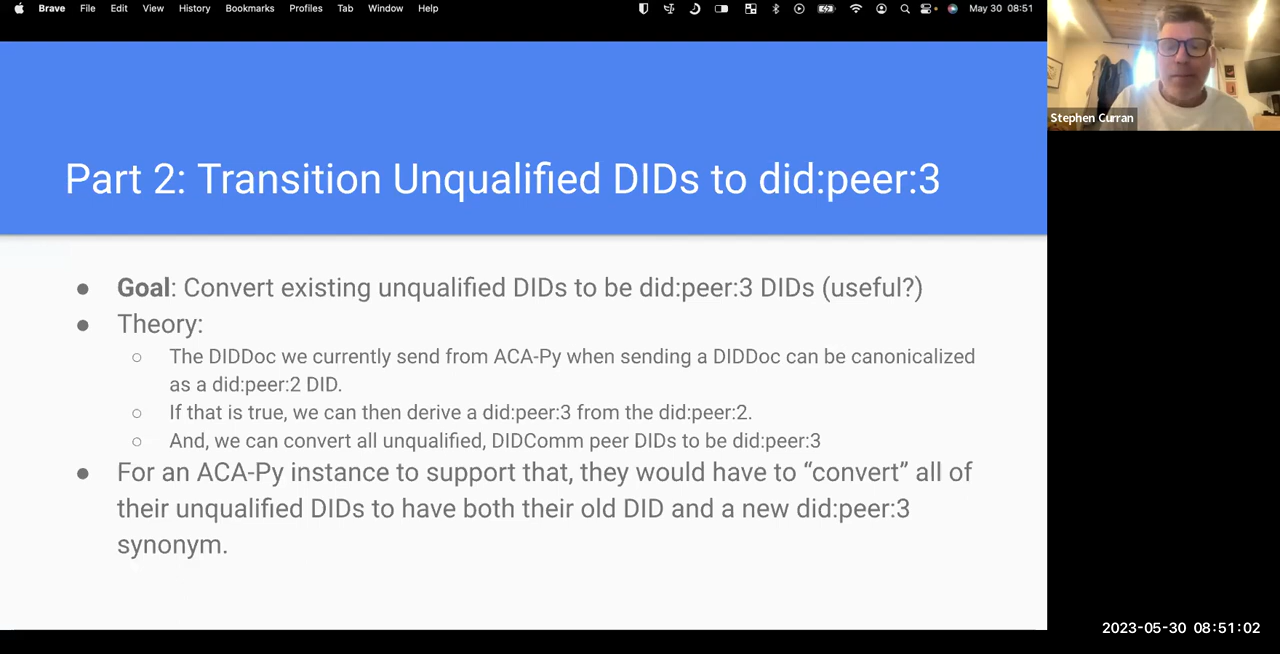 Brave File Edit View History Bookmarks Profiles Tab Window Help May 30 08:51
Stephen Curran
Part 2: Transition Unqualified DIDs to did:peer:3
● Goal: Convert existing unqualified DIDs to be did:peer:3 DIDs (useful?)
● Theory:
○ The DIDDoc we currently send from ACA-Py when sending a DIDDoc can be canonicalized
as a did:peer:2 DID.
○ If that is true, we can then derive a did:peer:3 from the did:peer:2.
○ And, we can convert all unqualified, DIDComm peer DIDs to be did:peer:3
● For an ACA-Py instance to support that, they would have to “convert” all of
their unqualified DIDs to have both their old DID and a new did:peer:3
synonym.
2023-05-30 08:51:02